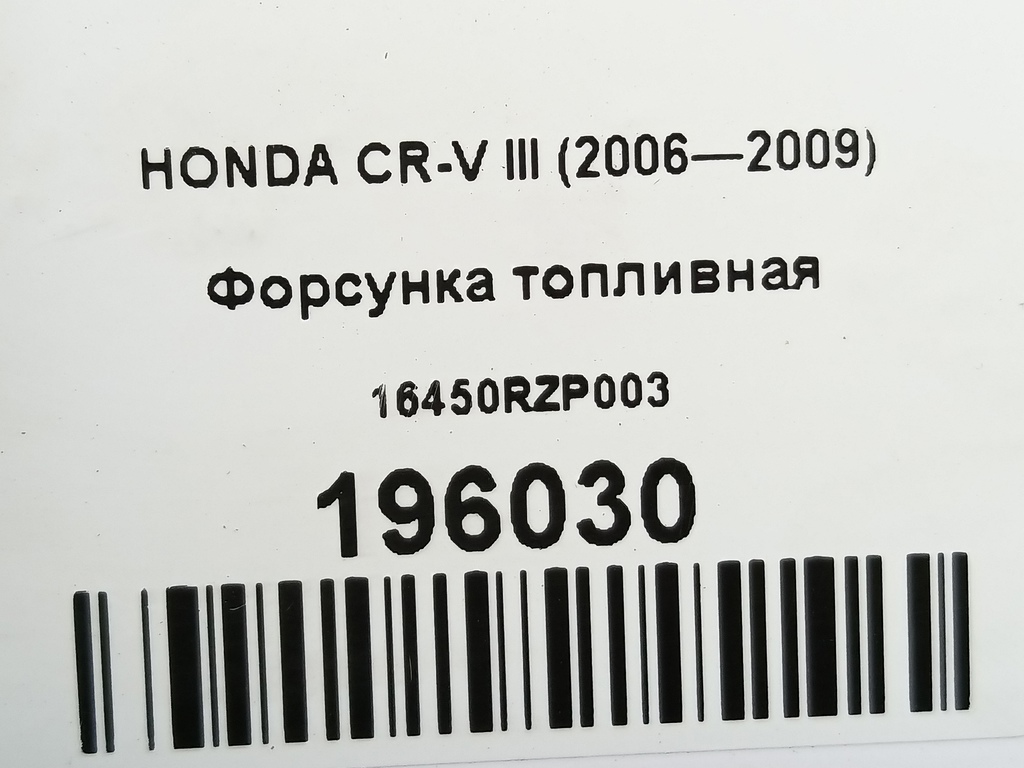 HONDA CR-V III (2006—2009)
Форсунка топливная
16450RZP003
196030